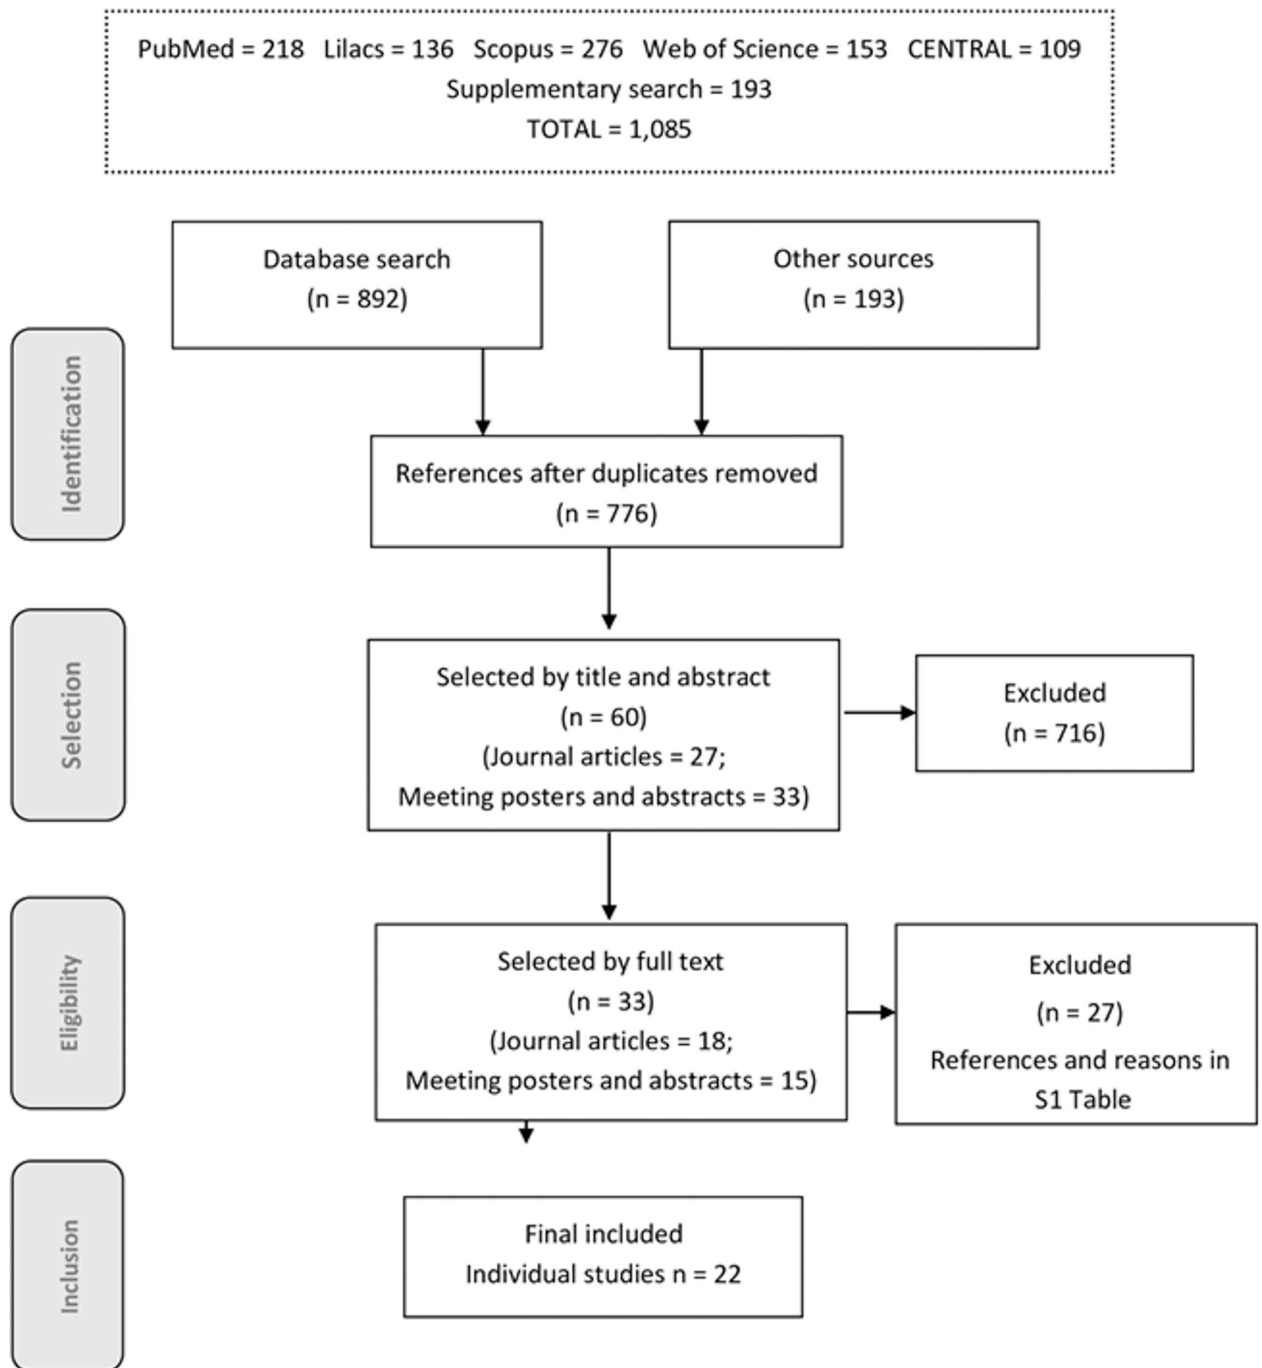 PubMed = 218 Lilacs = 136 Scopus = 276 Web of Science = 153 CENTRAL = 109
Supplementary search = 193
TOTAL = 1,085
Database search
(n = 892)
Other sources
(n = 193)
Identification
References after duplicates removed
(n = 776)
Selection
Selected by title and abstract
(n = 60)
(Journal articles = 27;
Meeting posters and abstracts = 33)
Excluded
(n = 716)
Eligibility
Selected by full text
(n = 33)
(Journal articles = 18;
Meeting posters and abstracts = 15)
Excluded
(n = 27)
References and reasons in
S1 Table
Inclusion
Final included
Individual studies n = 22